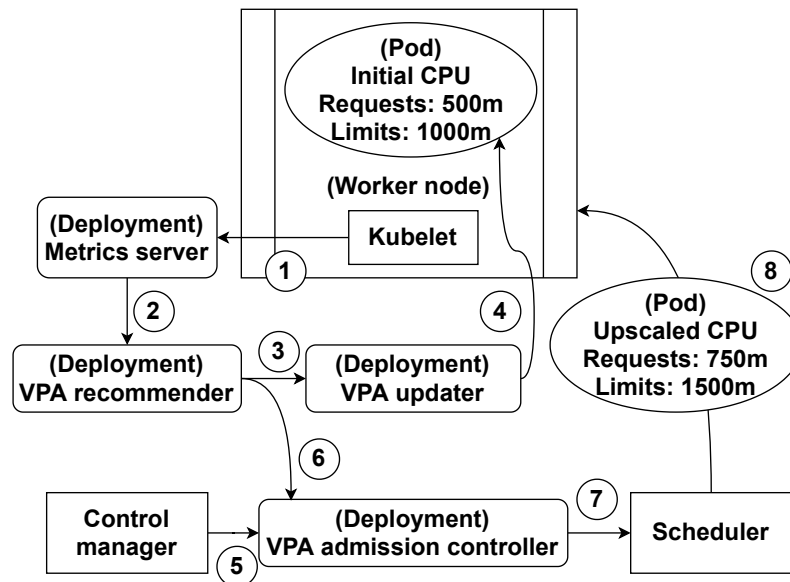 (Pod)
Initial CPU
Requests: 500m
Limits: 1000m
(Worker node)
Kubelet
(Deployment)
Metrics server
1
2
3
4
8
(Pod)
Upscaled CPU
Requests: 750m
Limits: 1500m
(Deployment)
VPA recommender
(Deployment)
VPA updater
6
Control
manager
5
(Deployment)
VPA admission controller
7
Scheduler